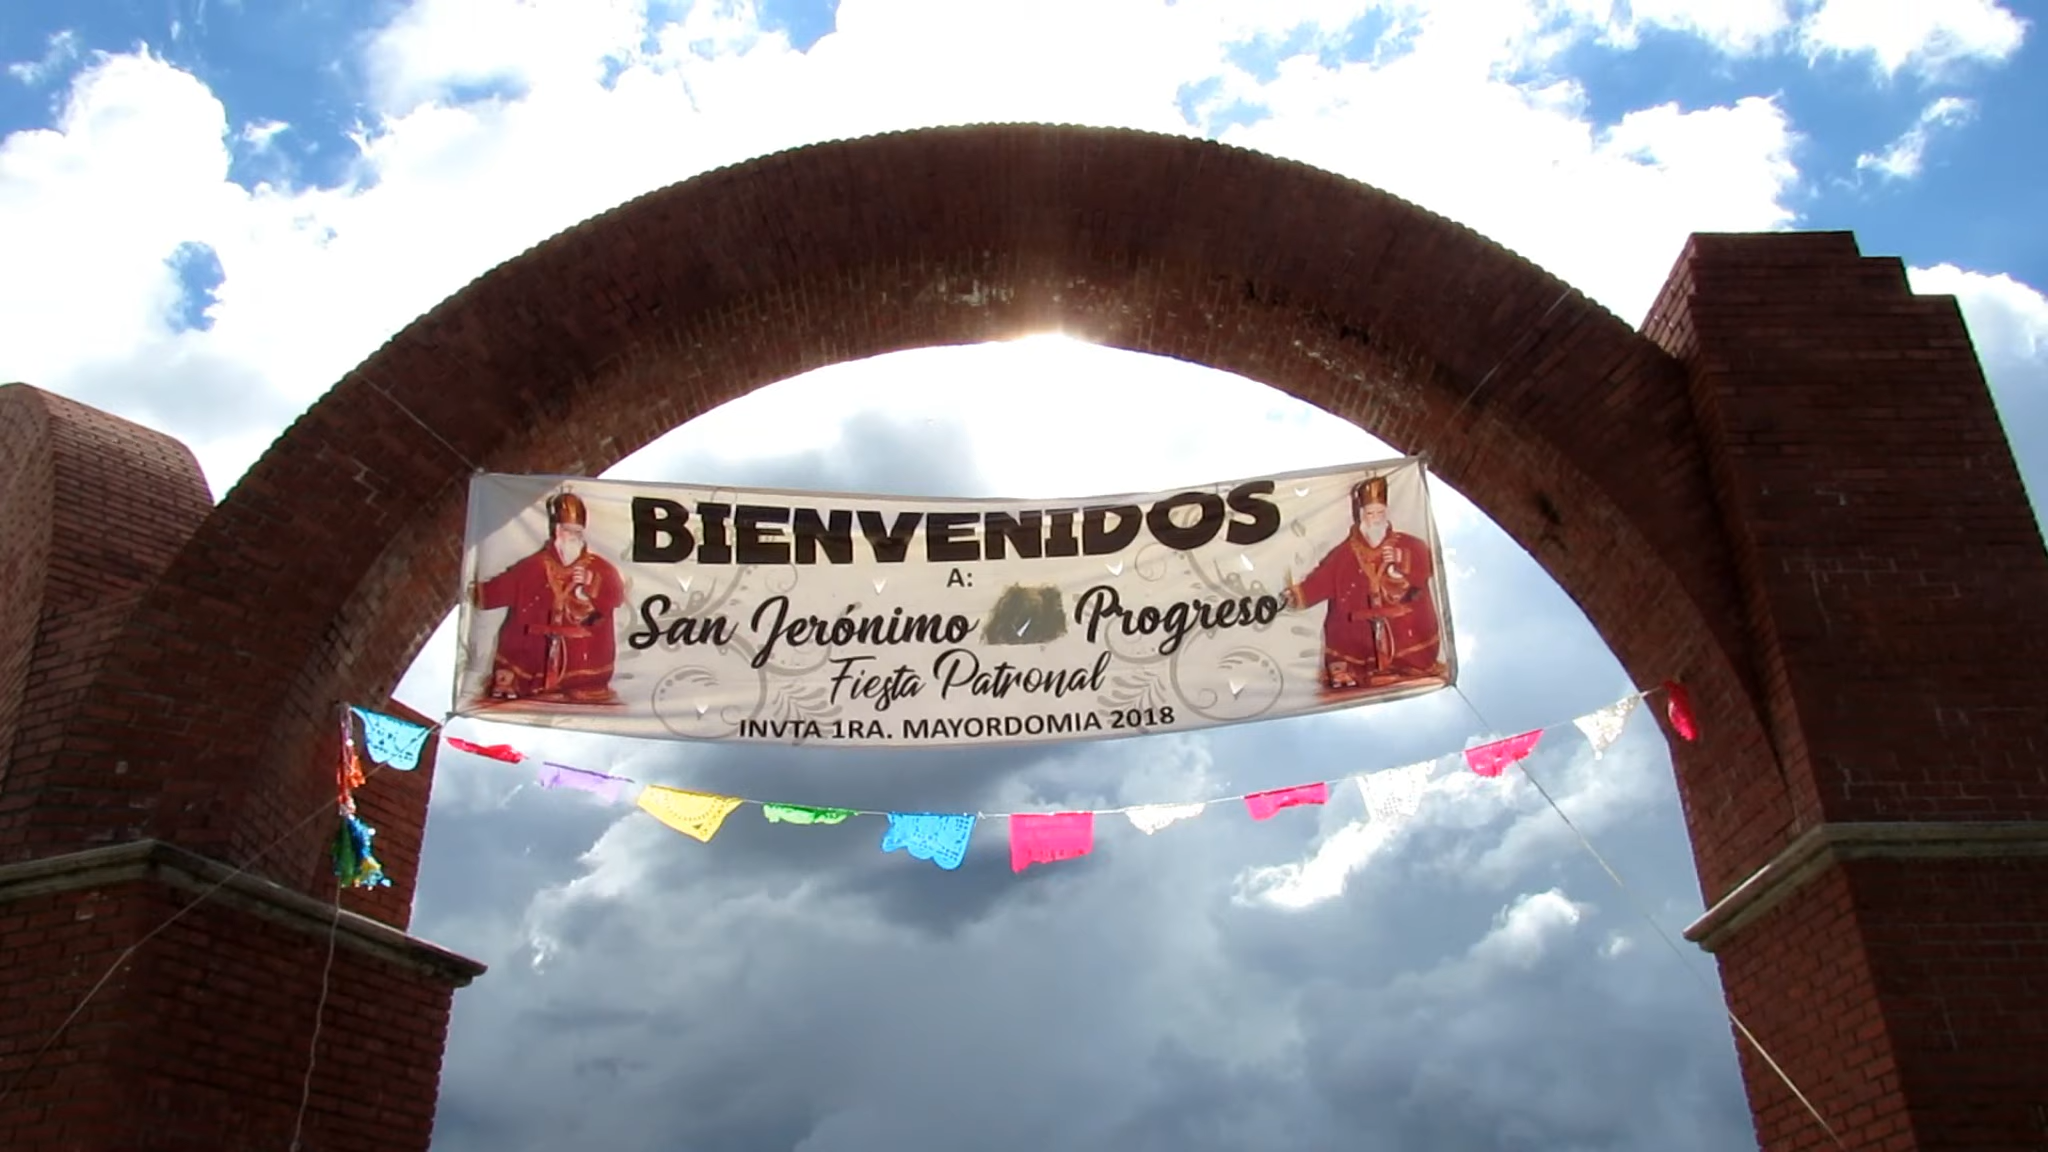 BIENVENIDOS
A:
San Jerónimo Progreso
Fiesta Patronal
INVTA 1RA. MAYORDOMIA 2018